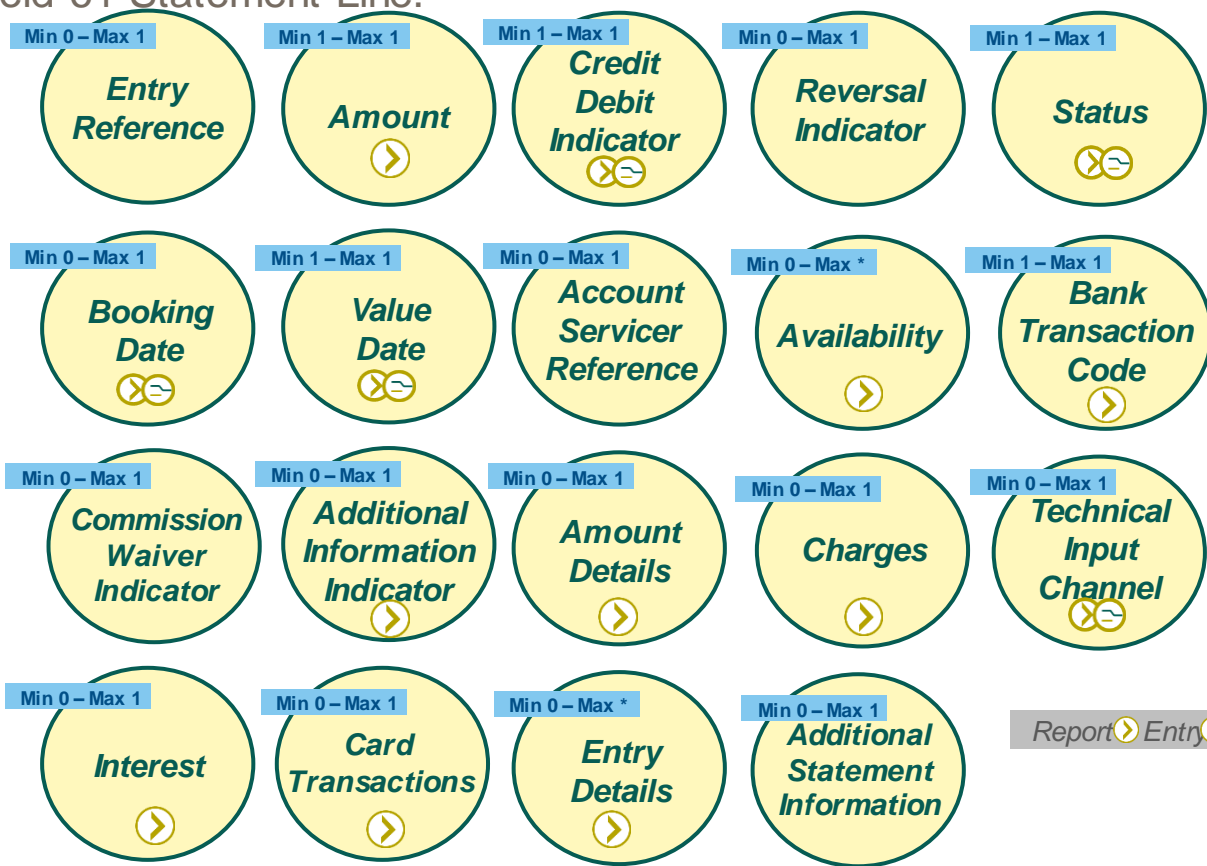 61 Statement Line.
Min 0 – Max 1
Entry
Reference
Min 1 – Max 1
Amount
Min 1 – Max 1
Credit
Debit
Indicator
Min 0 – Max 1
Reversal
Indicator
Min 1 – Max 1
Status
Min 0 – Max 1
Booking
Date
Min 1 – Max 1
Value
Date
Min 0 – Max 1
Account
Servicer
Reference
Min 0 – Max *
Availability
Min 1 – Max 1
Bank
Transaction
Code
Min 0 – Max 1
Commission
Waiver
Indicator
Min 0 – Max 1
Additional
Information
Indicator
Min 0 – Max 1
Amount
Details
Min 0 – Max 1
Charges
Min 0 – Max 1
Technical
Input
Channel
Min 0 – Max 1
Interest
Min 0 – Max 1
Card
Transactions
Min 0 – Max *
Entry
Details
Min 0 – Max 1
Additional
Statement
Information
Report Entry